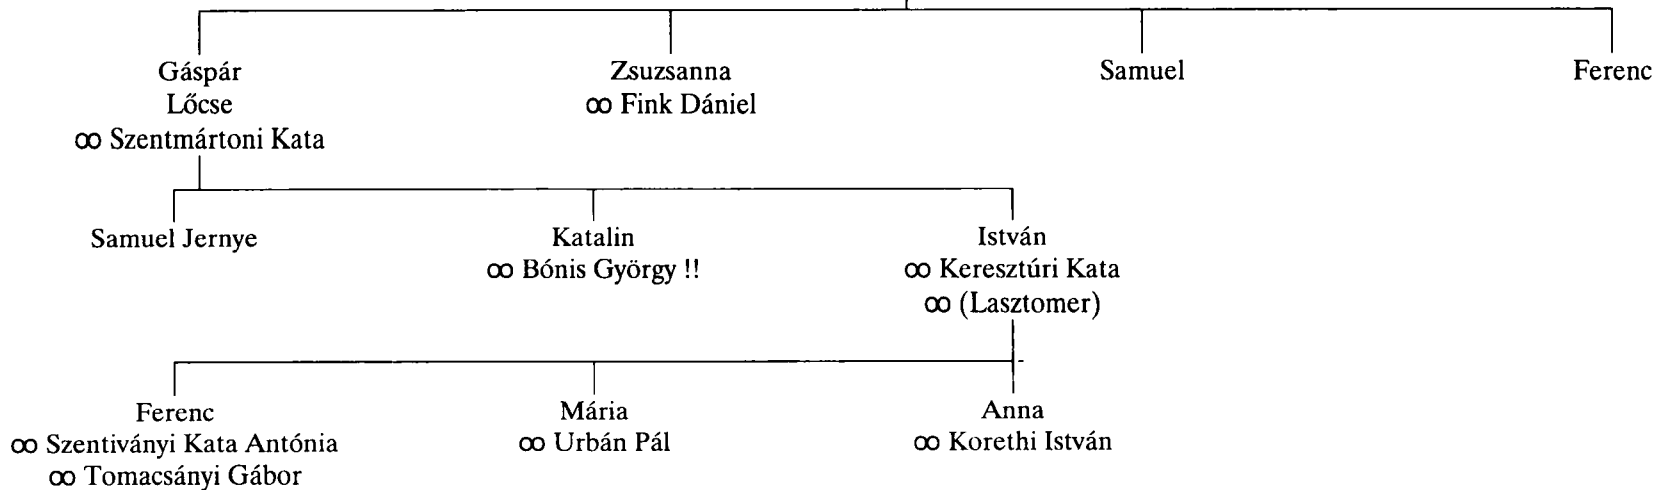 Gáspár
Lőcse
ꝏ Szentmártoni Kata
Zsuzsanna
ꝏ Fink Dániel
Samuel
Ferenc
Samuel Jernye
Katalin
ꝏ Bónis György !!
István
ꝏ Keresztúri Kata
ꝏ (Lasztomer)
Ferenc
ꝏ Szentiványi Kata Antónia
ꝏ Tomacsányi Gábor
Mária
ꝏ Urbán Pál
Anna
ꝏ Korethi István